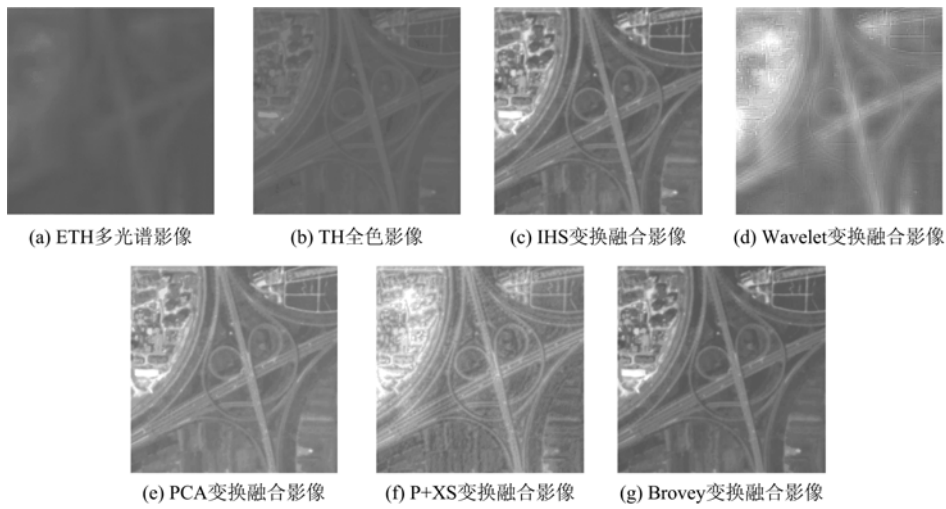 (a) ETH多光谱影像
(b) TH全色影像
(c) IHS变换融合影像
(d) Wavelet变换融合影像
(e) PCA变换融合影像
(f) P+XS变换融合影像
(g) Brovey变换融合影像